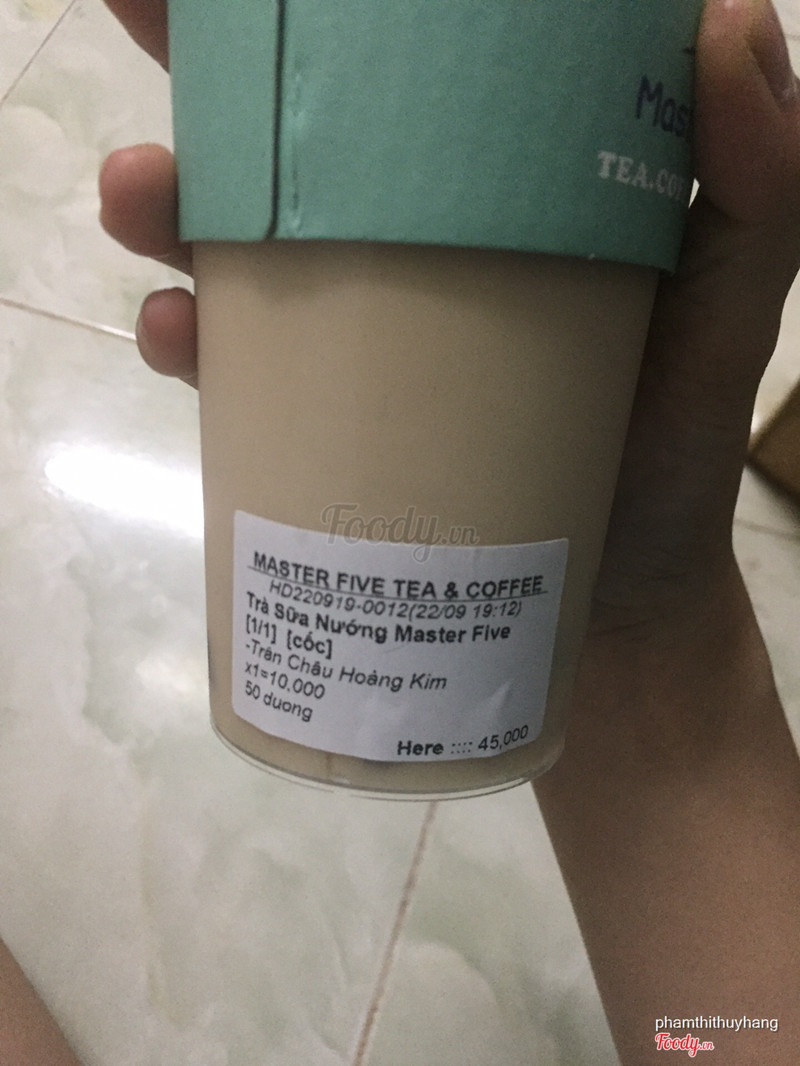 Mas
TEA.CO
Foody.vn
MASTER FIVE TEA & COFFEE
HD220919-0012(22/09 19:12)
Trà Sữa Nướng Master Five
[1/1] [cốc]
-Trân Châu Hoàng Kim
x1=10,000
50 duong
Here :::: 45,000
phamthithuyhang
Foody.vn